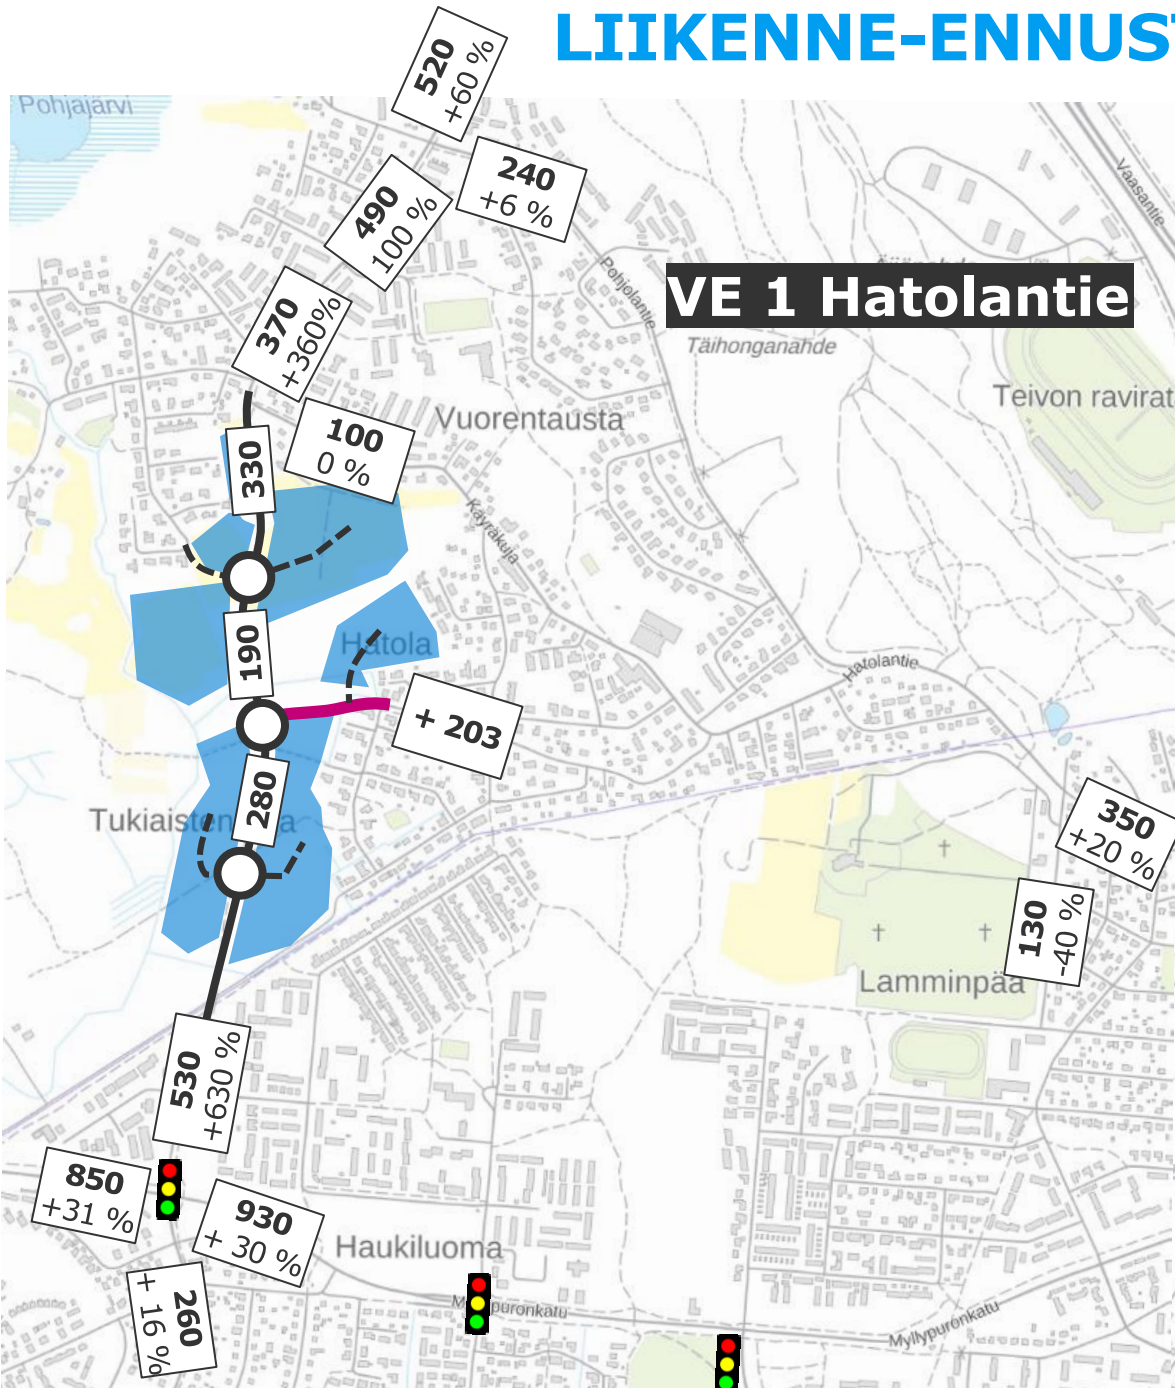 LIIKENNE-ENNUS
Pohjajärvi
520
+60 %
240
+6 %
490
100 %
Vaasantie
Pohjolantie
VE 1 Hatolantie
Täihonganahde
370
+360%
Teivon ravirat
Vuorentausta
100
0 %
330
Käyräkuja
190
Hatola
Hatolantie
+ 203
280
Tukiaisten
350
+20 %
130
-40 %
Lamminpää
530
+630 %
850
+31 %
930
+ 30 %
Haukiluoma
260
+ 16 %
Myllypuronkatu